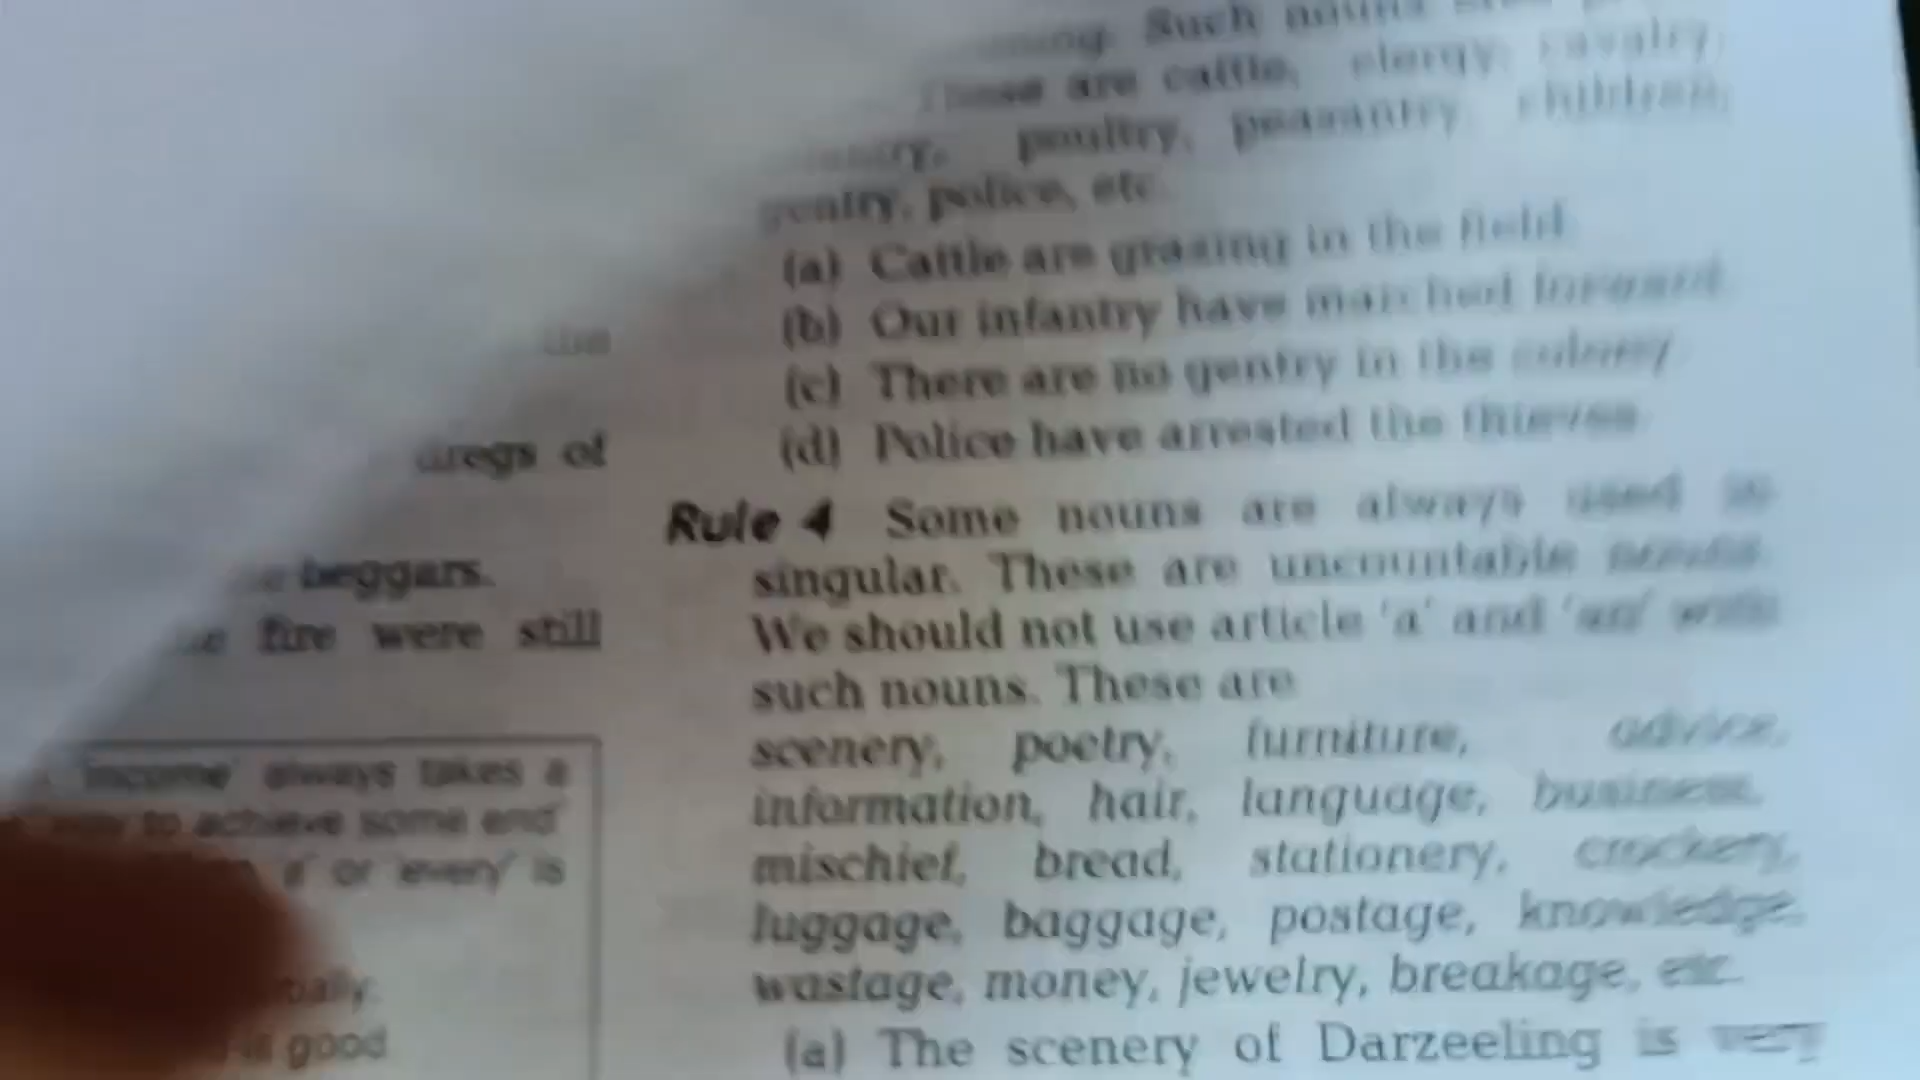 the
dregs of
beggars.
fire were still
'income' always takes a
to achieve some end'
or 'every' is
good
Such nouns
These are cattle, clergy, cavalry,
poultry, peasantry, children,
gentry, police, etc.
(a) Cattle are grazing in the field.
(b) Our infantry have marched forward.
(c) There are no gentry in the colony.
(d) Police have arrested the thieves.
Rule 4 Some nouns are always used in
singular. These are uncountable nouns.
We should not use article 'a' and 'an' with
such nouns. These are
scenery, poetry, furniture, advice,
information, hair, language, business,
mischief, bread, stationery, crockery,
luggage, baggage, postage, knowledge,
wastage, money, jewelry, breakage, etc.
(a) The scenery of Darzeeling is very